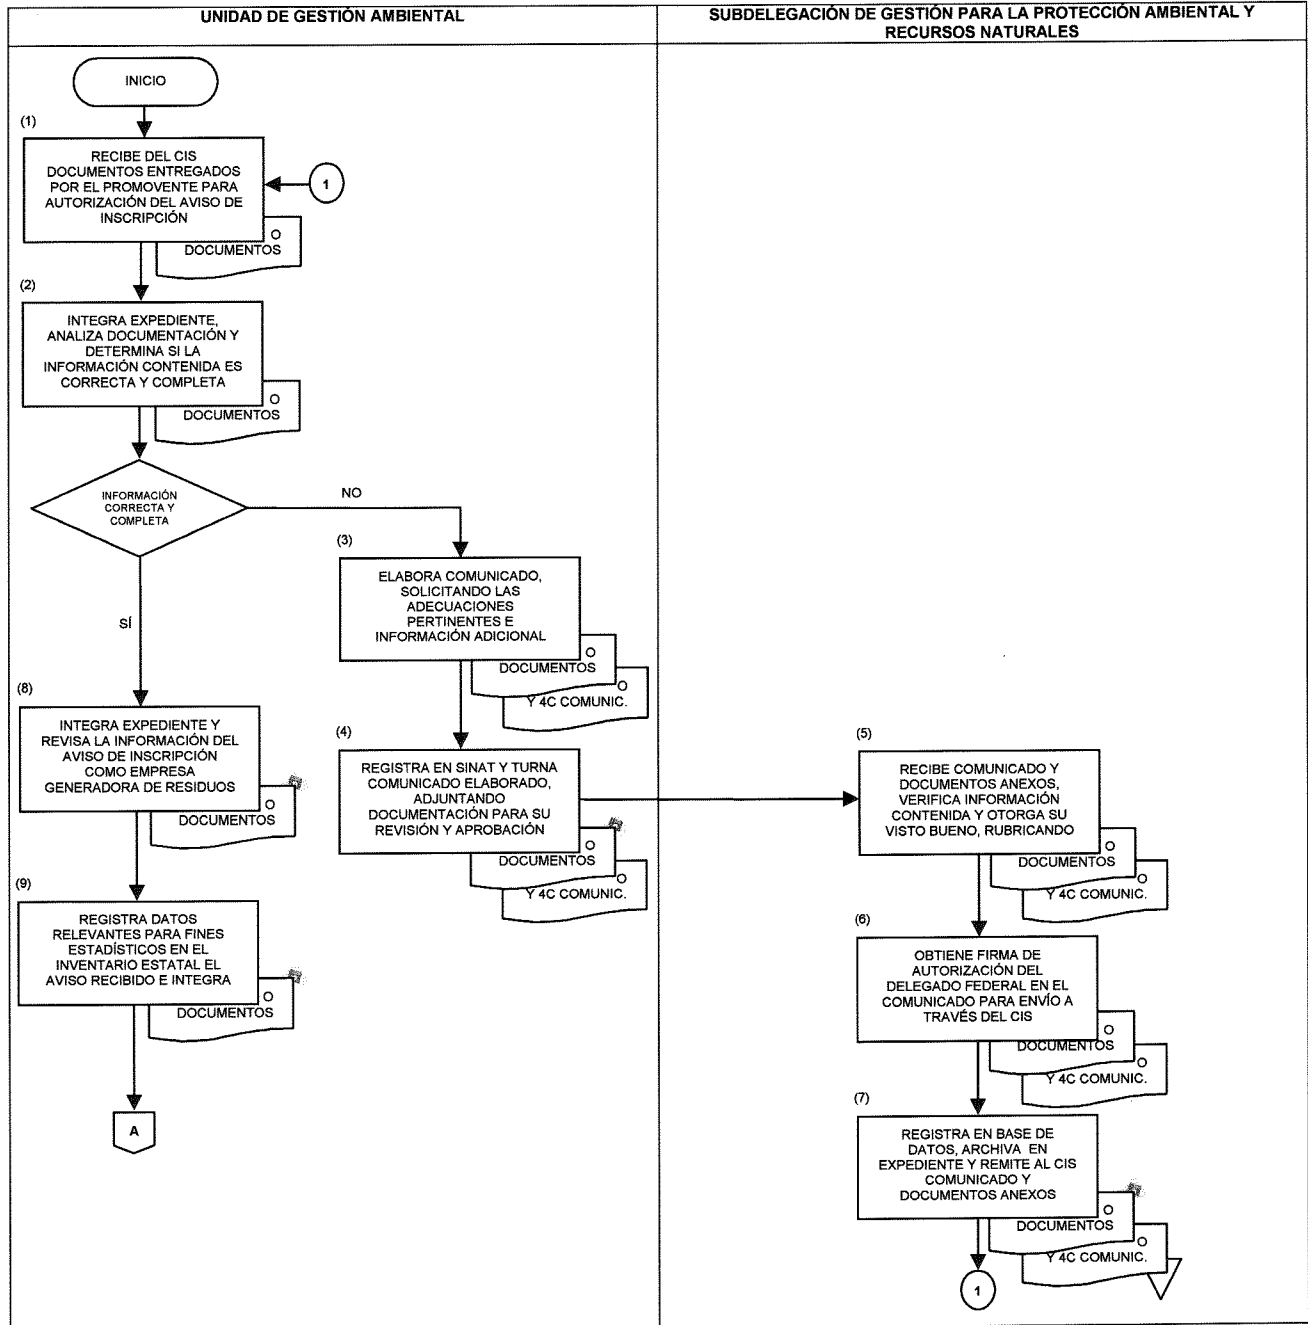 UNIDAD DE GESTIÓN AMBIENTAL
SUBDELEGACIÓN DE GESTIÓN PARA LA PROTECCIÓN AMBIENTAL Y
RECURSOS NATURALES
INICIO
(1)
RECIBE DEL CIS
DOCUMENTOS ENTREGADOS
POR EL PROMOVENTE PARA
AUTORIZACIÓN DEL AVISO DE
INSCRIPCIÓN
1
O
DOCUMENTOS
(2)
INTEGRA EXPEDIENTE,
ANALIZA DOCUMENTACIÓN Y
DETERMINA SI LA
INFORMACIÓN CONTENIDA ES
CORRECTA Y COMPLETA
O
DOCUMENTOS
INFORMACIÓN
CORRECTA Y
COMPLETA
NO
SÍ
(3)
ELABORA COMUNICADO,
SOLICITANDO LAS
ADECUACIONES
PERTINENTES E
INFORMACIÓN ADICIONAL
O
DOCUMENTOS
O
Y 4C COMUNIC.
(4)
REGISTRA EN SINAT Y TURNA
COMUNICADO ELABORADO,
ADJUNTANDO
DOCUMENTACIÓN PARA SU
REVISIÓN Y APROBACIÓN
O
DOCUMENTOS
O
Y 4C COMUNIC.
(8)
INTEGRA EXPEDIENTE Y
REVISA LA INFORMACIÓN DEL
AVISO DE INSCRIPCIÓN
COMO EMPRESA
GENERADORA DE RESIDUOS
O
DOCUMENTOS
(9)
REGISTRA DATOS
RELEVANTES PARA FINES
ESTADÍSTICOS EN EL
INVENTARIO ESTATAL EL
AVISO RECIBIDO E INTEGRA
O
DOCUMENTOS
A
(5)
RECIBE COMUNICADO Y
DOCUMENTOS ANEXOS,
VERIFICA INFORMACIÓN
CONTENIDA Y OTORGA SU
VISTO BUENO, RUBRICANDO
O
DOCUMENTOS
O
Y 4C COMUNIC.
(6)
OBTIENE FIRMA DE
AUTORIZACIÓN DEL
DELEGADO FEDERAL EN EL
COMUNICADO PARA ENVÍO A
TRAVÉS DEL CIS
O
DOCUMENTOS
O
Y 4C COMUNIC.
(7)
REGISTRA EN BASE DE
DATOS, ARCHIVA EN
EXPEDIENTE Y REMITE AL CIS
COMUNICADO Y
DOCUMENTOS ANEXOS
O
DOCUMENTOS
O
Y 4C COMUNIC.
1